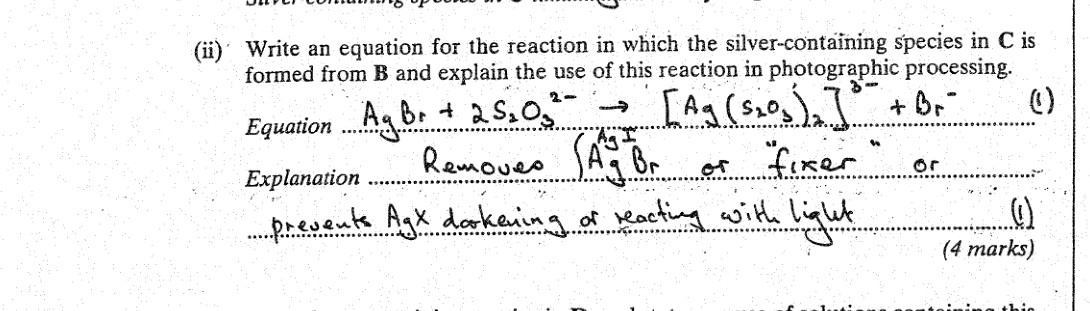 (ii) Write an equation for the reaction in which the silver-containing species in C is
formed from B and explain the use of this reaction in photographic processing.
Equation AgBr + 2S₂O₃²⁻ → [Ag(S₂O₃)₂]³⁻ + Br⁻ (1)
AgI
Explanation Removes AgBr or "fixer" or
prevents AgX darkening or reacting with light (1)
(4 marks)